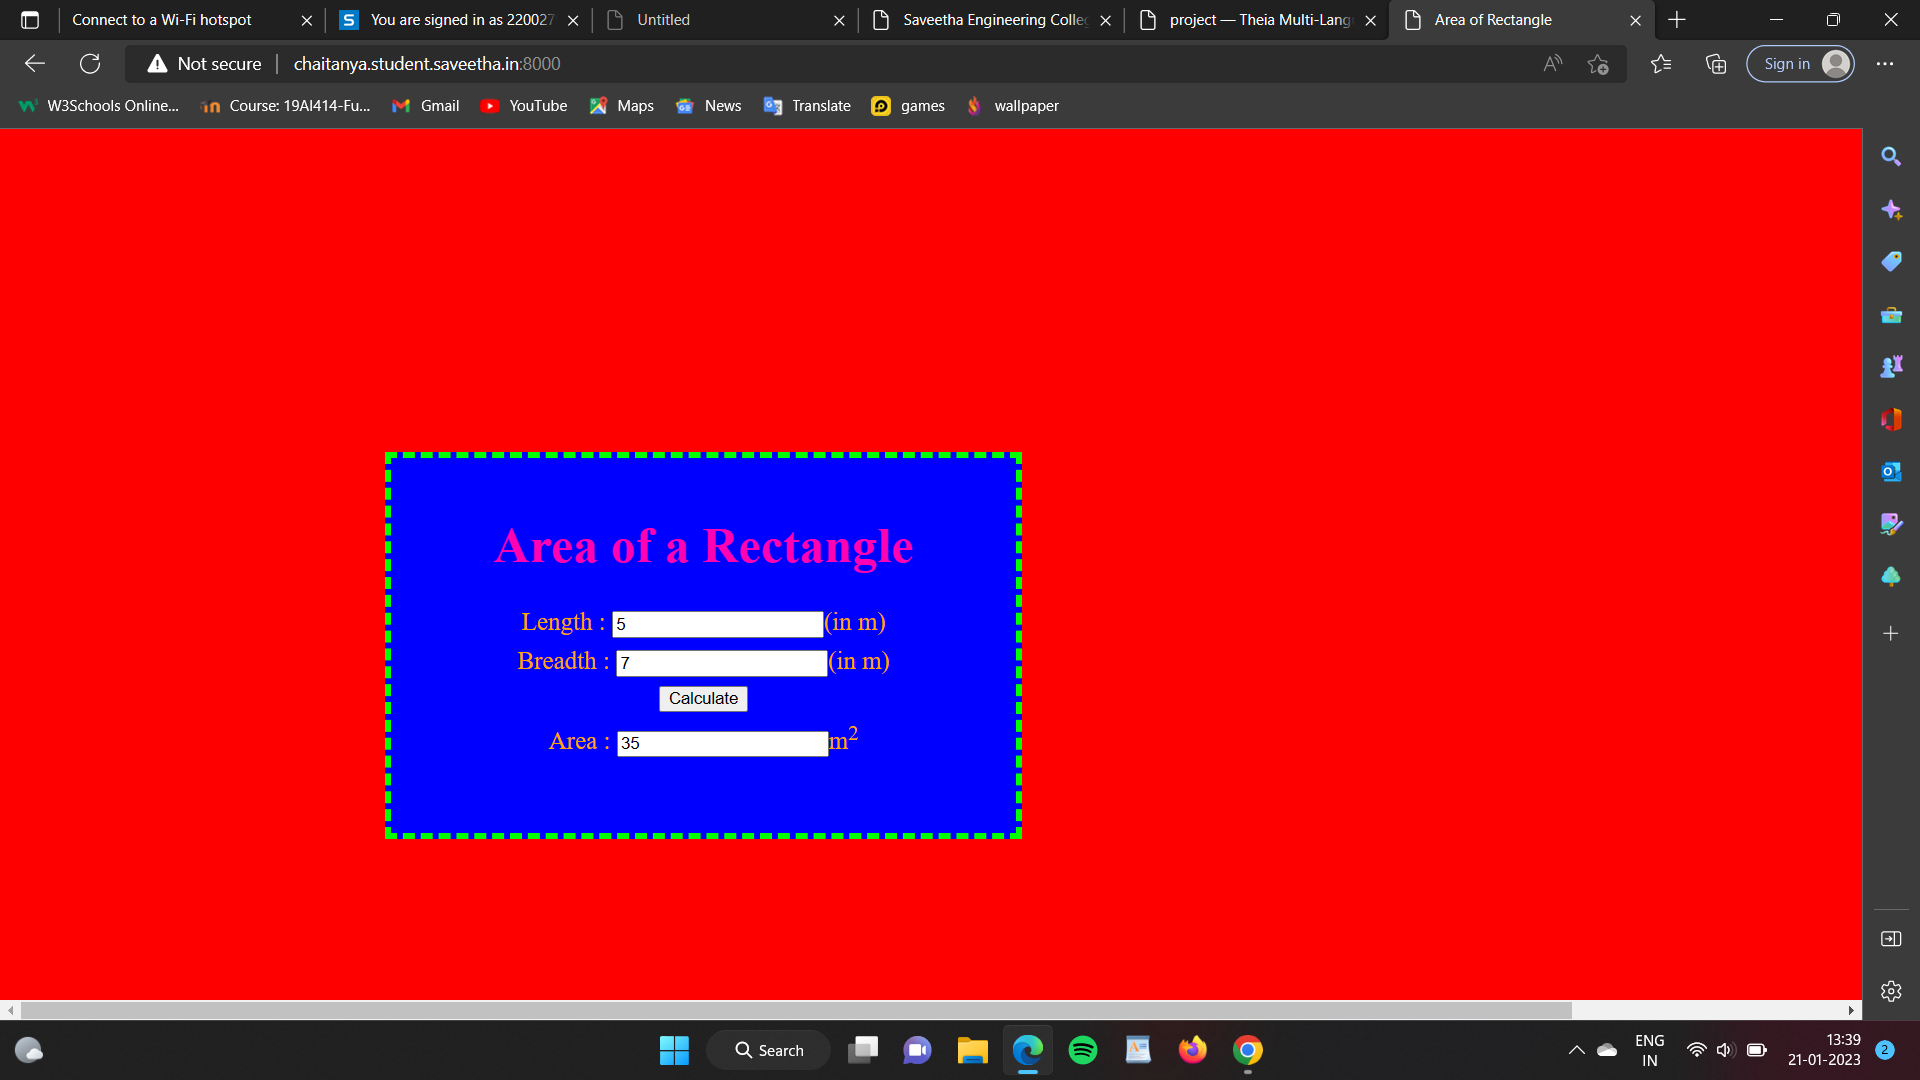 Connect to a Wi-Fi hotspot
S You are signed in as 220027
Untitled
Saveetha Engineering Colle
project — Theia Multi-Lang
Area of Rectangle
Not secure
chaitanya.student.saveetha.in:8000
Sign in
W3Schools Online...
Course: 19AI414-Fu...
Gmail
YouTube
Maps
News
Translate
games
wallpaper
Area of a Rectangle
Length : 5 (in m)
Breadth : 7 (in m)
Calculate
Area : 35 m²
Search
ENG
IN
13:39
21-01-2023
2